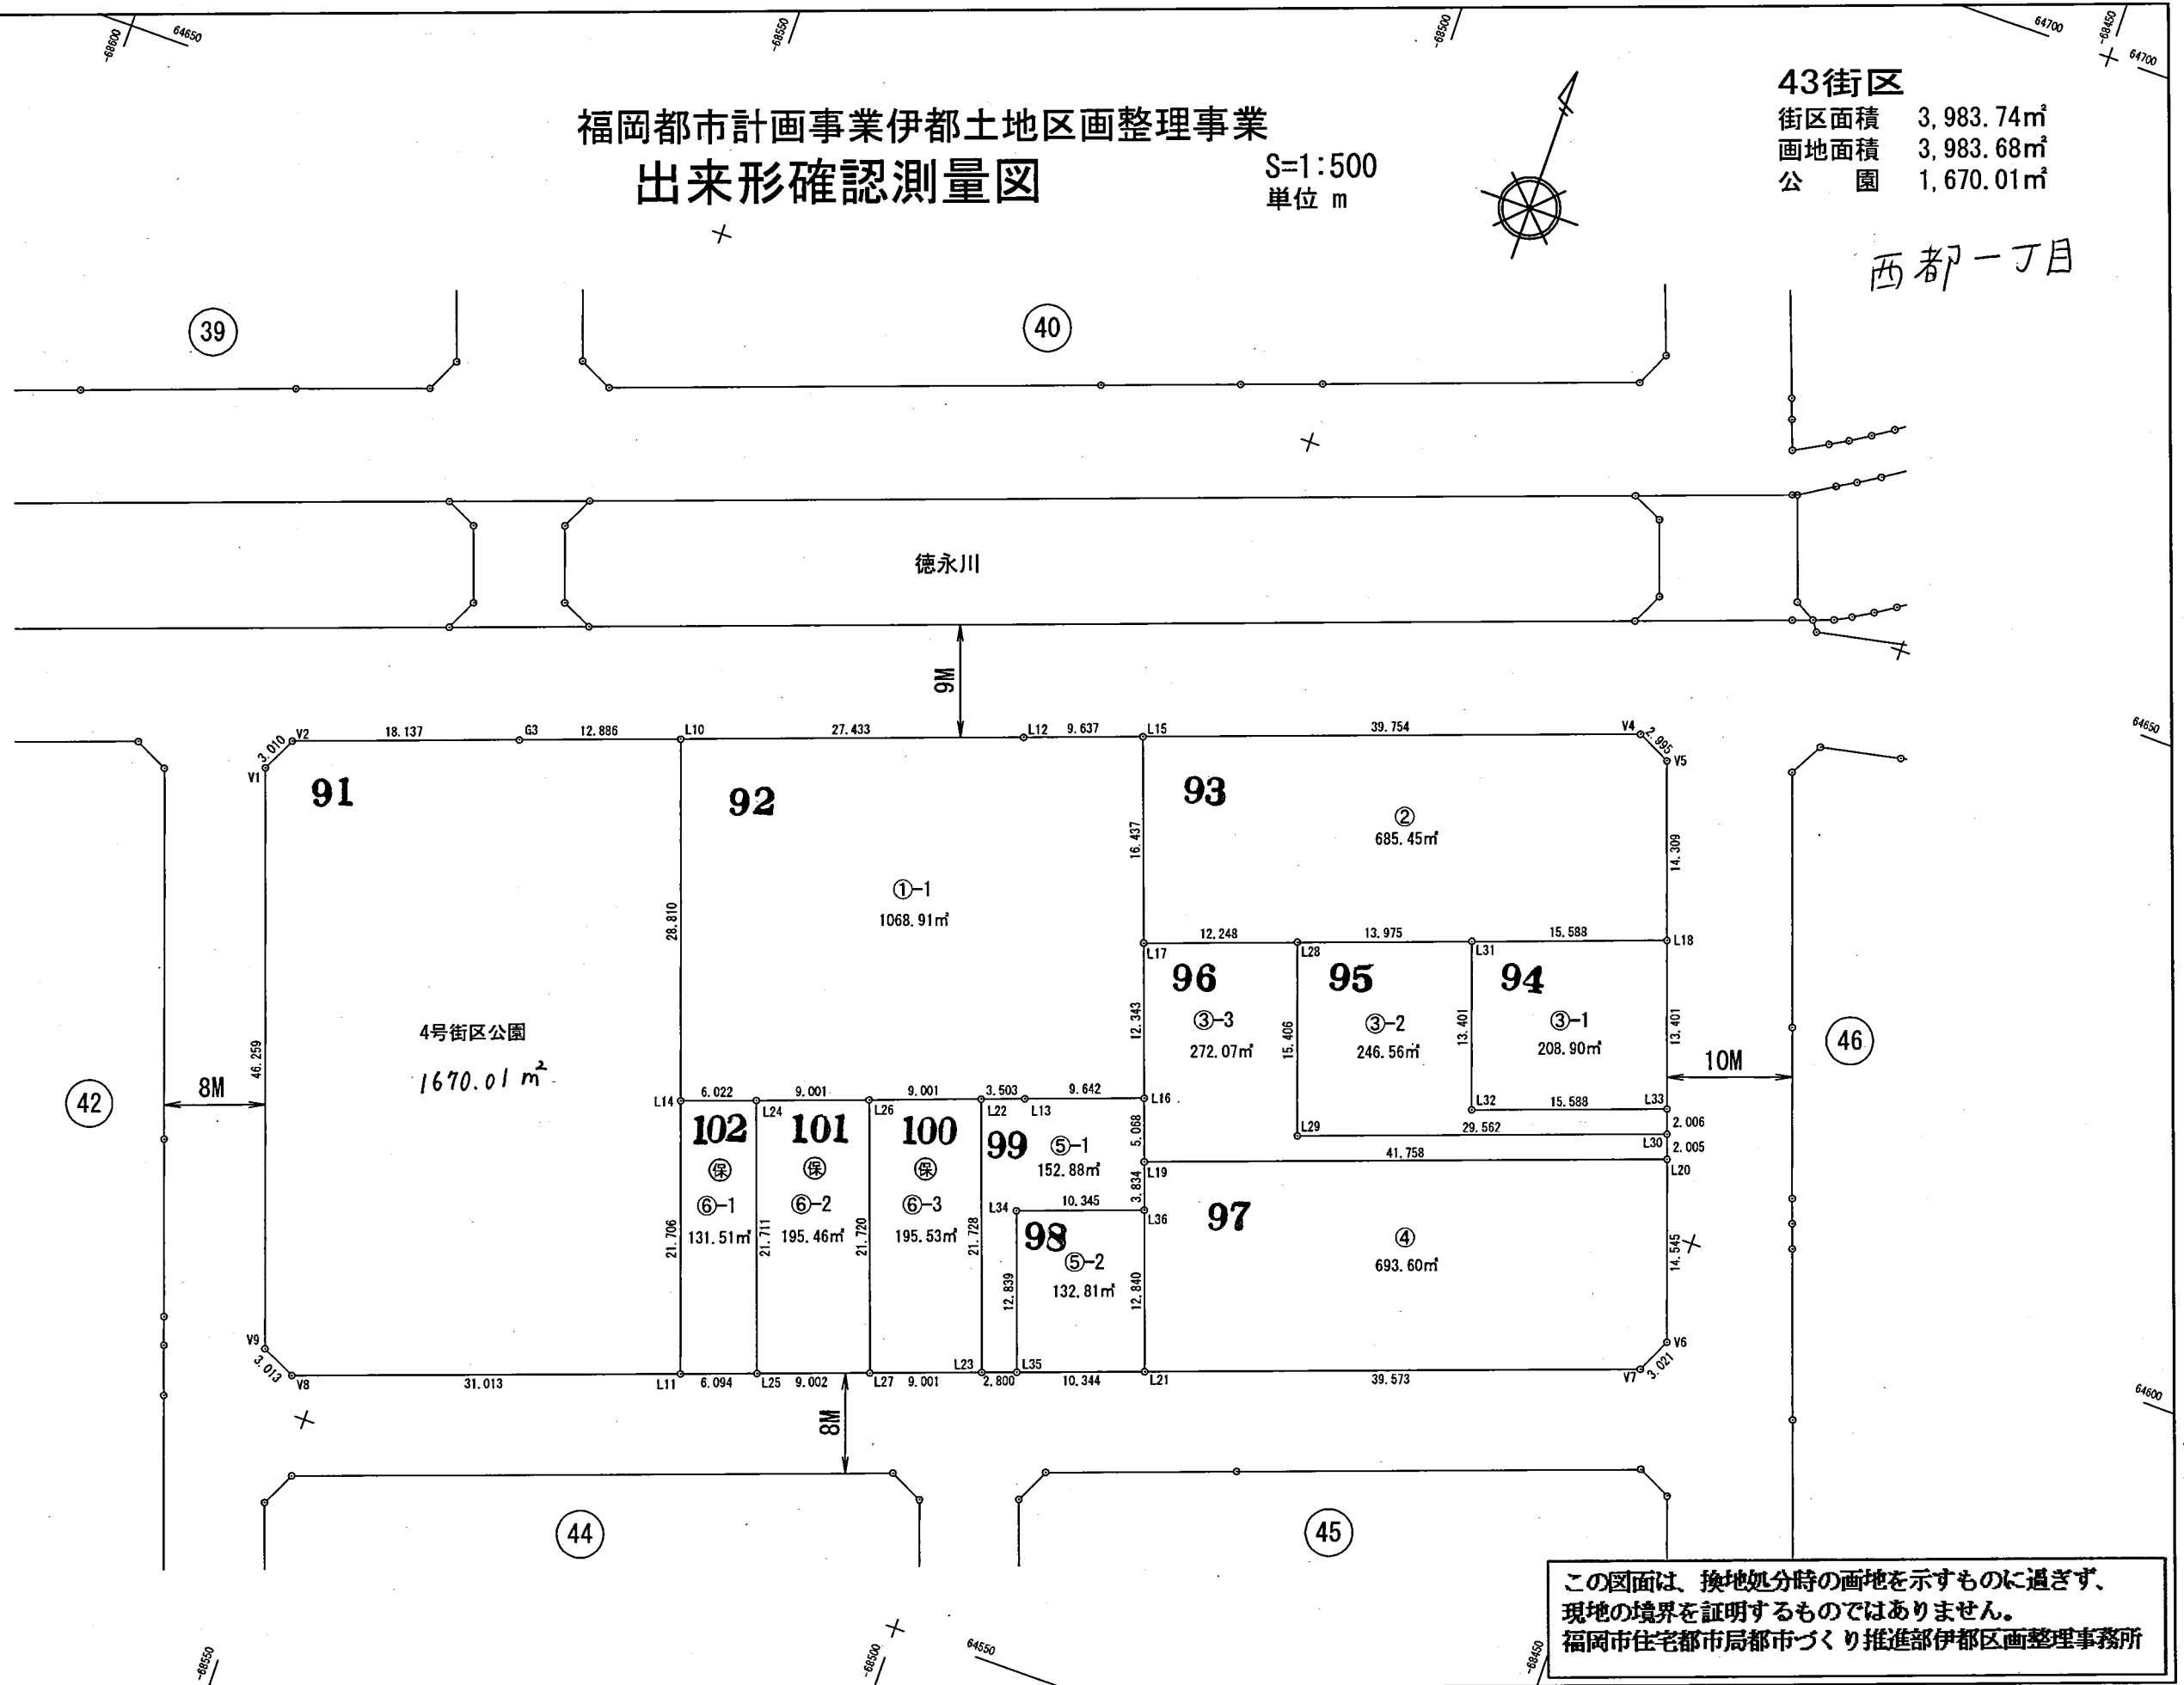 -68600
64650
-68550
-68500
64700
-68450
64700
福岡都市計画事業伊都土地区画整理事業
出来形確認測量図
S=1:500
単位 m
43街区
街区面積 3,983.74㎡
画地面積 3,983.68㎡
公 園 1,670.01㎡
西都一丁目
39
40
徳永川
9M
64650
V2 18.137 G3 12.886 L10 27.433 L12 9.637 L15 39.754 V4
3.010
2.995
V1
V5
91
92
93
②
685.45㎡
16.437
14.309
①-1
1068.91㎡
28.810
12.248 13.975 15.588
L17 L28 L31 L18
96 95 94
③-3
272.07㎡
③-2
246.56㎡
③-1
208.90㎡
12.343
15.406
13.401
13.401
4号街区公園
1670.01 m²
46.259
42
8M
10M
46
6.022 9.001 9.001 3.503 9.642
L14 L24 L26 L22 L13 L16
L32 15.588 L33
2.006
L29 29.562 L30
2.005
41.758
L19 L20
102 101 100 99
⑤-1
152.88㎡
5.068
3.834
保 保 保
⑥-1
131.51㎡
⑥-2
195.46㎡
⑥-3
195.53㎡
21.706
21.711
21.720
21.728
L34 10.345 L36
98
⑤-2
132.81㎡
12.839
12.840
97
④
693.60㎡
14.545
V9
3.013
V6
3.021
V8 31.013 L11 6.094 L25 9.002 L27 9.001 L23 2.800 L35 10.344 L21 39.573 V7
64600
8M
44
45
-68550
-68500
64550
-68450
この図面は、換地処分時の画地を示すものに過ぎず、
現地の境界を証明するものではありません。
福岡市住宅都市局都市づくり推進部伊都区画整理事務所